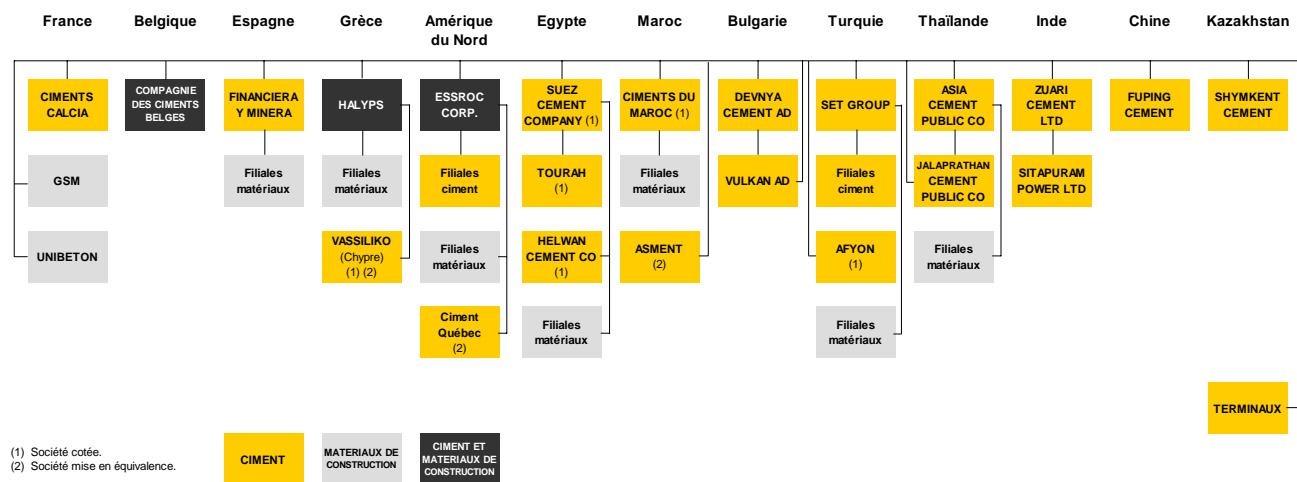 France Belgique Espagne Grèce Amérique du Nord Egypte Maroc Bulgarie Turquie Thaïlande Inde Chine Kazakhstan
CIMENTS
CALCIA
COMPAGNIE
DES CIMENTS
BELGES
FINANCIERA
Y MINERA
HALYPS
ESSROC
CORP.
SUEZ
CEMENT
COMPANY (1)
CIMENTS DU
MAROC (1)
DEVNYA
CEMENT AD
SET GROUP
ASIA
CEMENT
PUBLIC CO
ZUARI
CEMENT
LTD
FUPING
CEMENT
SHYMKENT
CEMENT
GSM
Filiales
matériaux
Filiales
matériaux
Filiales
ciment
TOURAH
(1)
Filiales
matériaux
VULKAN AD
Filiales
ciment
JALAPRATHAN
CEMENT
PUBLIC CO
SITAPURAM
POWER LTD
UNIBETON
VASSILIKO
(Chypre)
(1) (2)
Filiales
matériaux
HELWAN
CEMENT CO
(1)
ASMENT
(2)
AFYON
(1)
Filiales
matériaux
Ciment
Québec
(2)
Filiales
matériaux
Filiales
matériaux
TERMINAUX
(1) Société cotée.
(2) Société mise en équivalence.
CIMENT
MATERIAUX DE
CONSTRUCTION
CIMENT ET
MATERIAUX DE
CONSTRUCTION